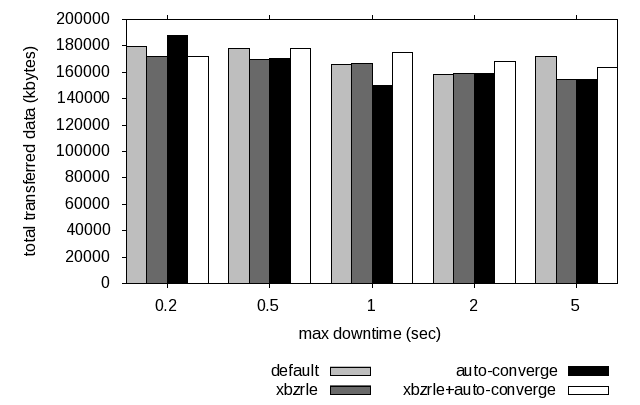 200000
180000
160000
140000
120000
100000
80000
60000
40000
20000
0
total transferred data (kbytes)
0.2 0.5 1 2 5
max downtime (sec)
default auto-converge
xbzrle xbzrle+auto-converge